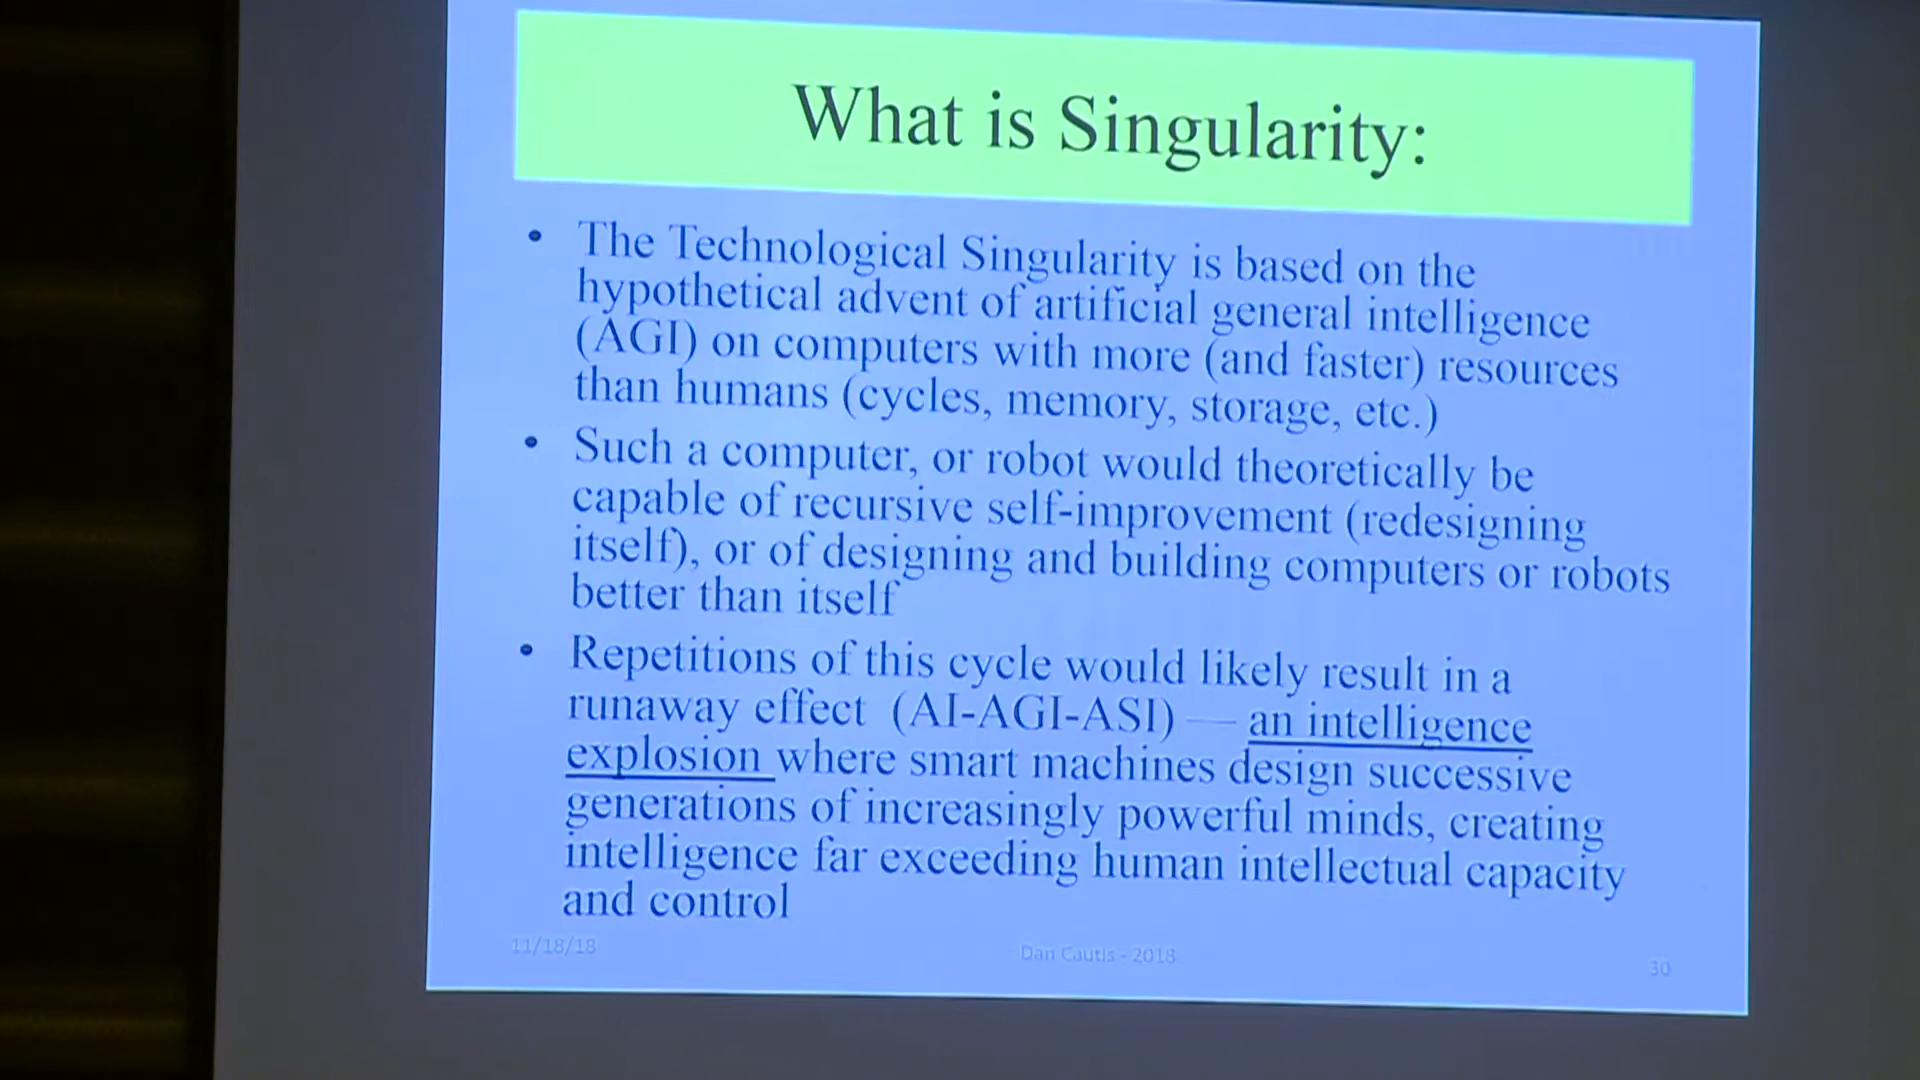 What is Singularity:
• The Technological Singularity is based on the
hypothetical advent of artificial general intelligence
(AGI) on computers with more (and faster) resources
than humans (cycles, memory, storage, etc.)
• Such a computer, or robot would theoretically be
capable of recursive self-improvement (redesigning
itself), or of designing and building computers or robots
better than itself
• Repetitions of this cycle would likely result in a
runaway effect (AI-AGI-ASI) — an intelligence
explosion where smart machines design successive
generations of increasingly powerful minds, creating
intelligence far exceeding human intellectual capacity
and control
11/18/18
Dan Cautis - 2018
30